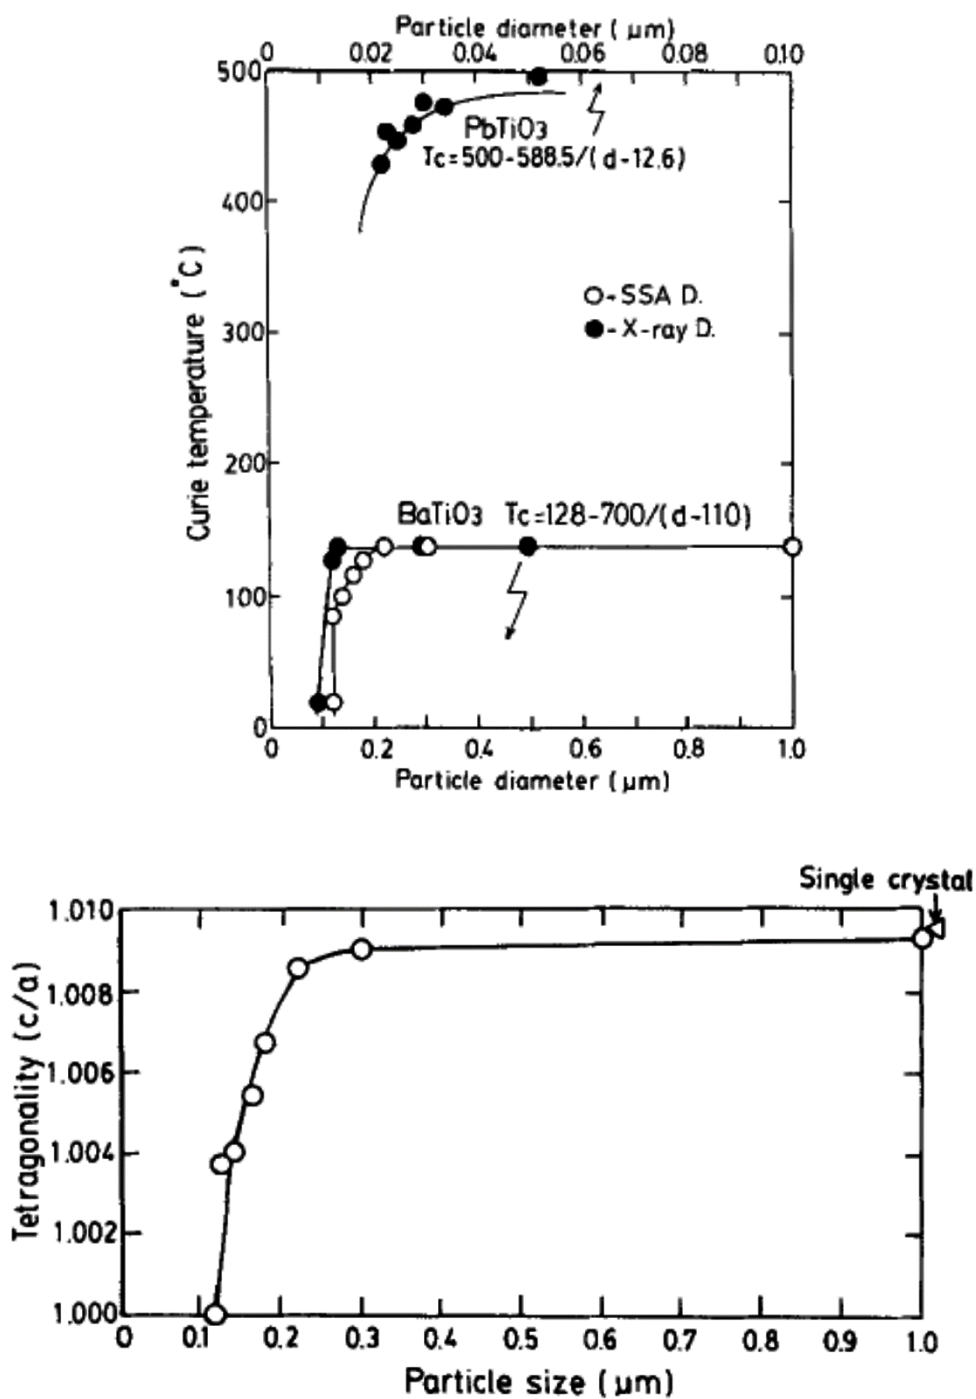 Particle diameter ( µm)
0 0.02 0.04 0.06 0.08 0.10
500
PbTiO3
Tc=500-588.5/(d-12.6)
400
Curie temperature (°C)
O-SSA D.
●-X-ray D.
300
200
BaTiO3 Tc=128-700/(d-110)
100
0
0 0.2 0.4 0.6 0.8 1.0
Particle diameter (µm)
Single crystal
1.010
1.008
1.006
Tetragonality (c/a)
1.004
1.002
1.000
0 0.1 0.2 0.3 0.4 0.5 0.6 0.7 0.8 0.9 1.0
Particle size (µm)